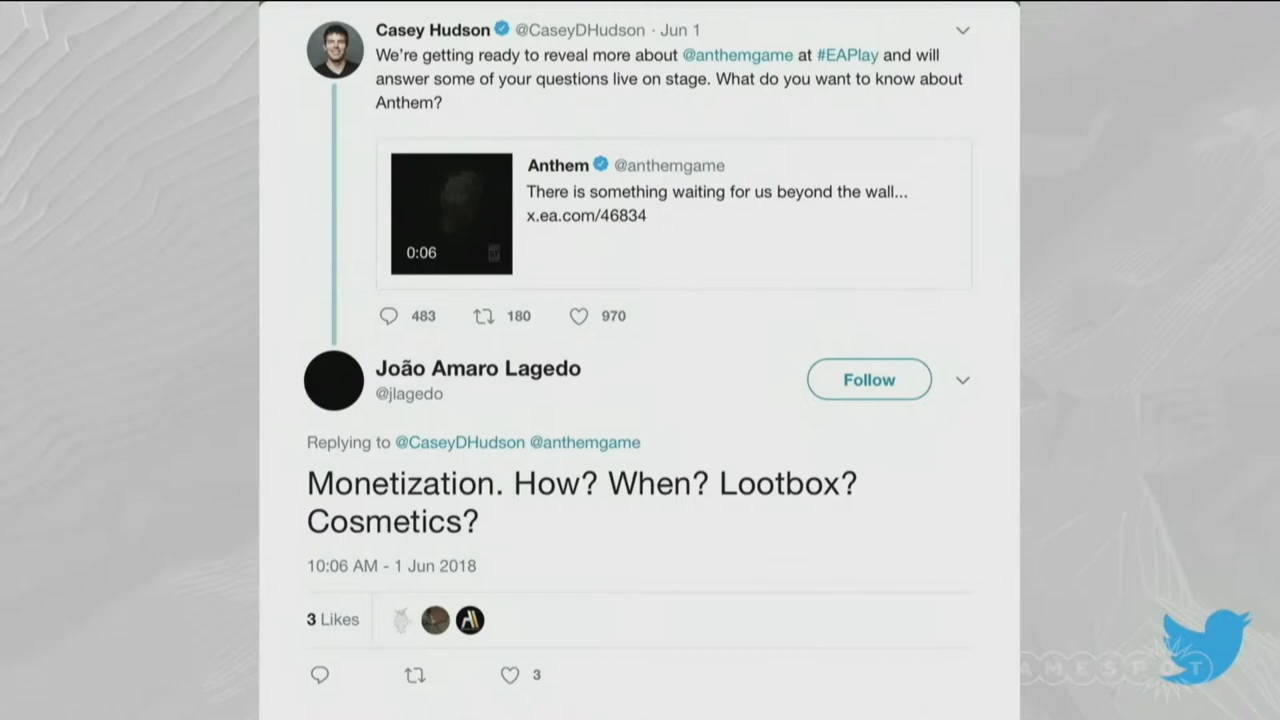 Casey Hudson @CaseyDHudson · Jun 1
We're getting ready to reveal more about @anthemgame at #EAPlay and will
answer some of your questions live on stage. What do you want to know about
Anthem?
Anthem @anthemgame
There is something waiting for us beyond the wall...
x.ea.com/46834
0:06
483 180 970
João Amaro Lagedo
@jlagedo
Follow
Replying to @CaseyDHudson @anthemgame
Monetization. How? When? Lootbox?
Cosmetics?
10:06 AM - 1 Jun 2018
3 Likes
3
GAMESPOT